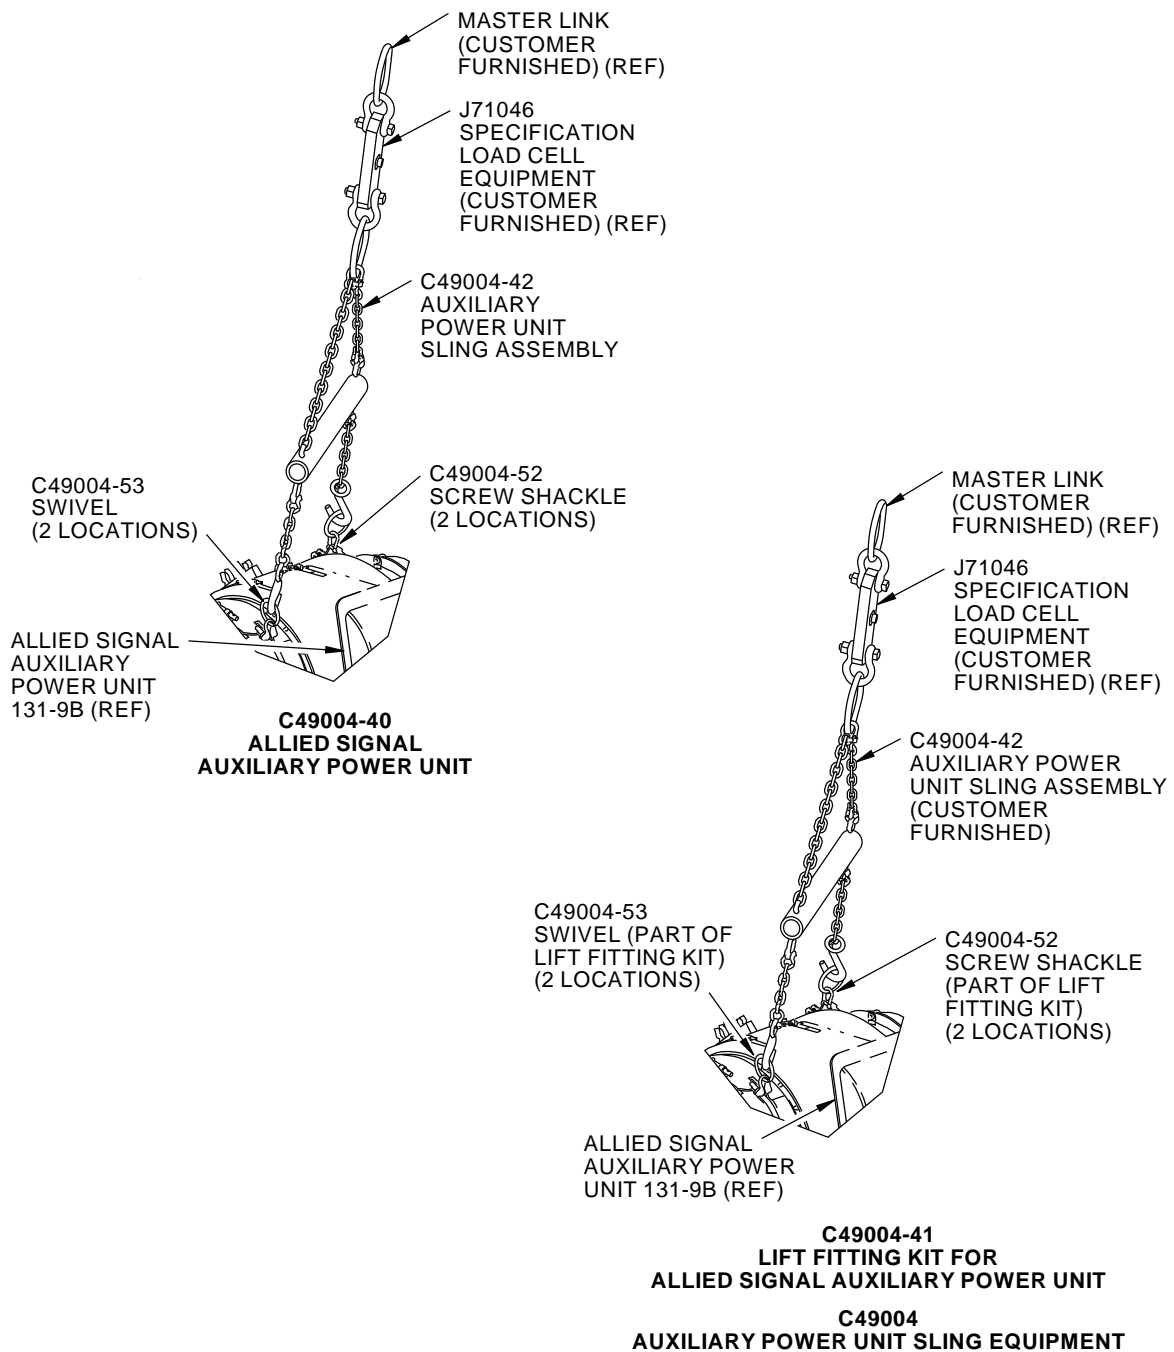 MASTER LINK
(CUSTOMER
FURNISHED) (REF)
J71046
SPECIFICATION
LOAD CELL
EQUIPMENT
(CUSTOMER
FURNISHED) (REF)
C49004-42
AUXILIARY
POWER UNIT
SLING ASSEMBLY
C49004-53
SWIVEL
(2 LOCATIONS)
C49004-52
SCREW SHACKLE
(2 LOCATIONS)
ALLIED SIGNAL
AUXILIARY
POWER UNIT
131-9B (REF)
C49004-40
ALLIED SIGNAL
AUXILIARY POWER UNIT
MASTER LINK
(CUSTOMER
FURNISHED) (REF)
J71046
SPECIFICATION
LOAD CELL
EQUIPMENT
(CUSTOMER
FURNISHED) (REF)
C49004-42
AUXILIARY POWER
UNIT SLING ASSEMBLY
(CUSTOMER
FURNISHED)
C49004-53
SWIVEL (PART OF
LIFT FITTING KIT)
(2 LOCATIONS)
C49004-52
SCREW SHACKLE
(PART OF LIFT
FITTING KIT)
(2 LOCATIONS)
ALLIED SIGNAL
AUXILIARY POWER
UNIT 131-9B (REF)
C49004-41
LIFT FITTING KIT FOR
ALLIED SIGNAL AUXILIARY POWER UNIT
C49004
AUXILIARY POWER UNIT SLING EQUIPMENT